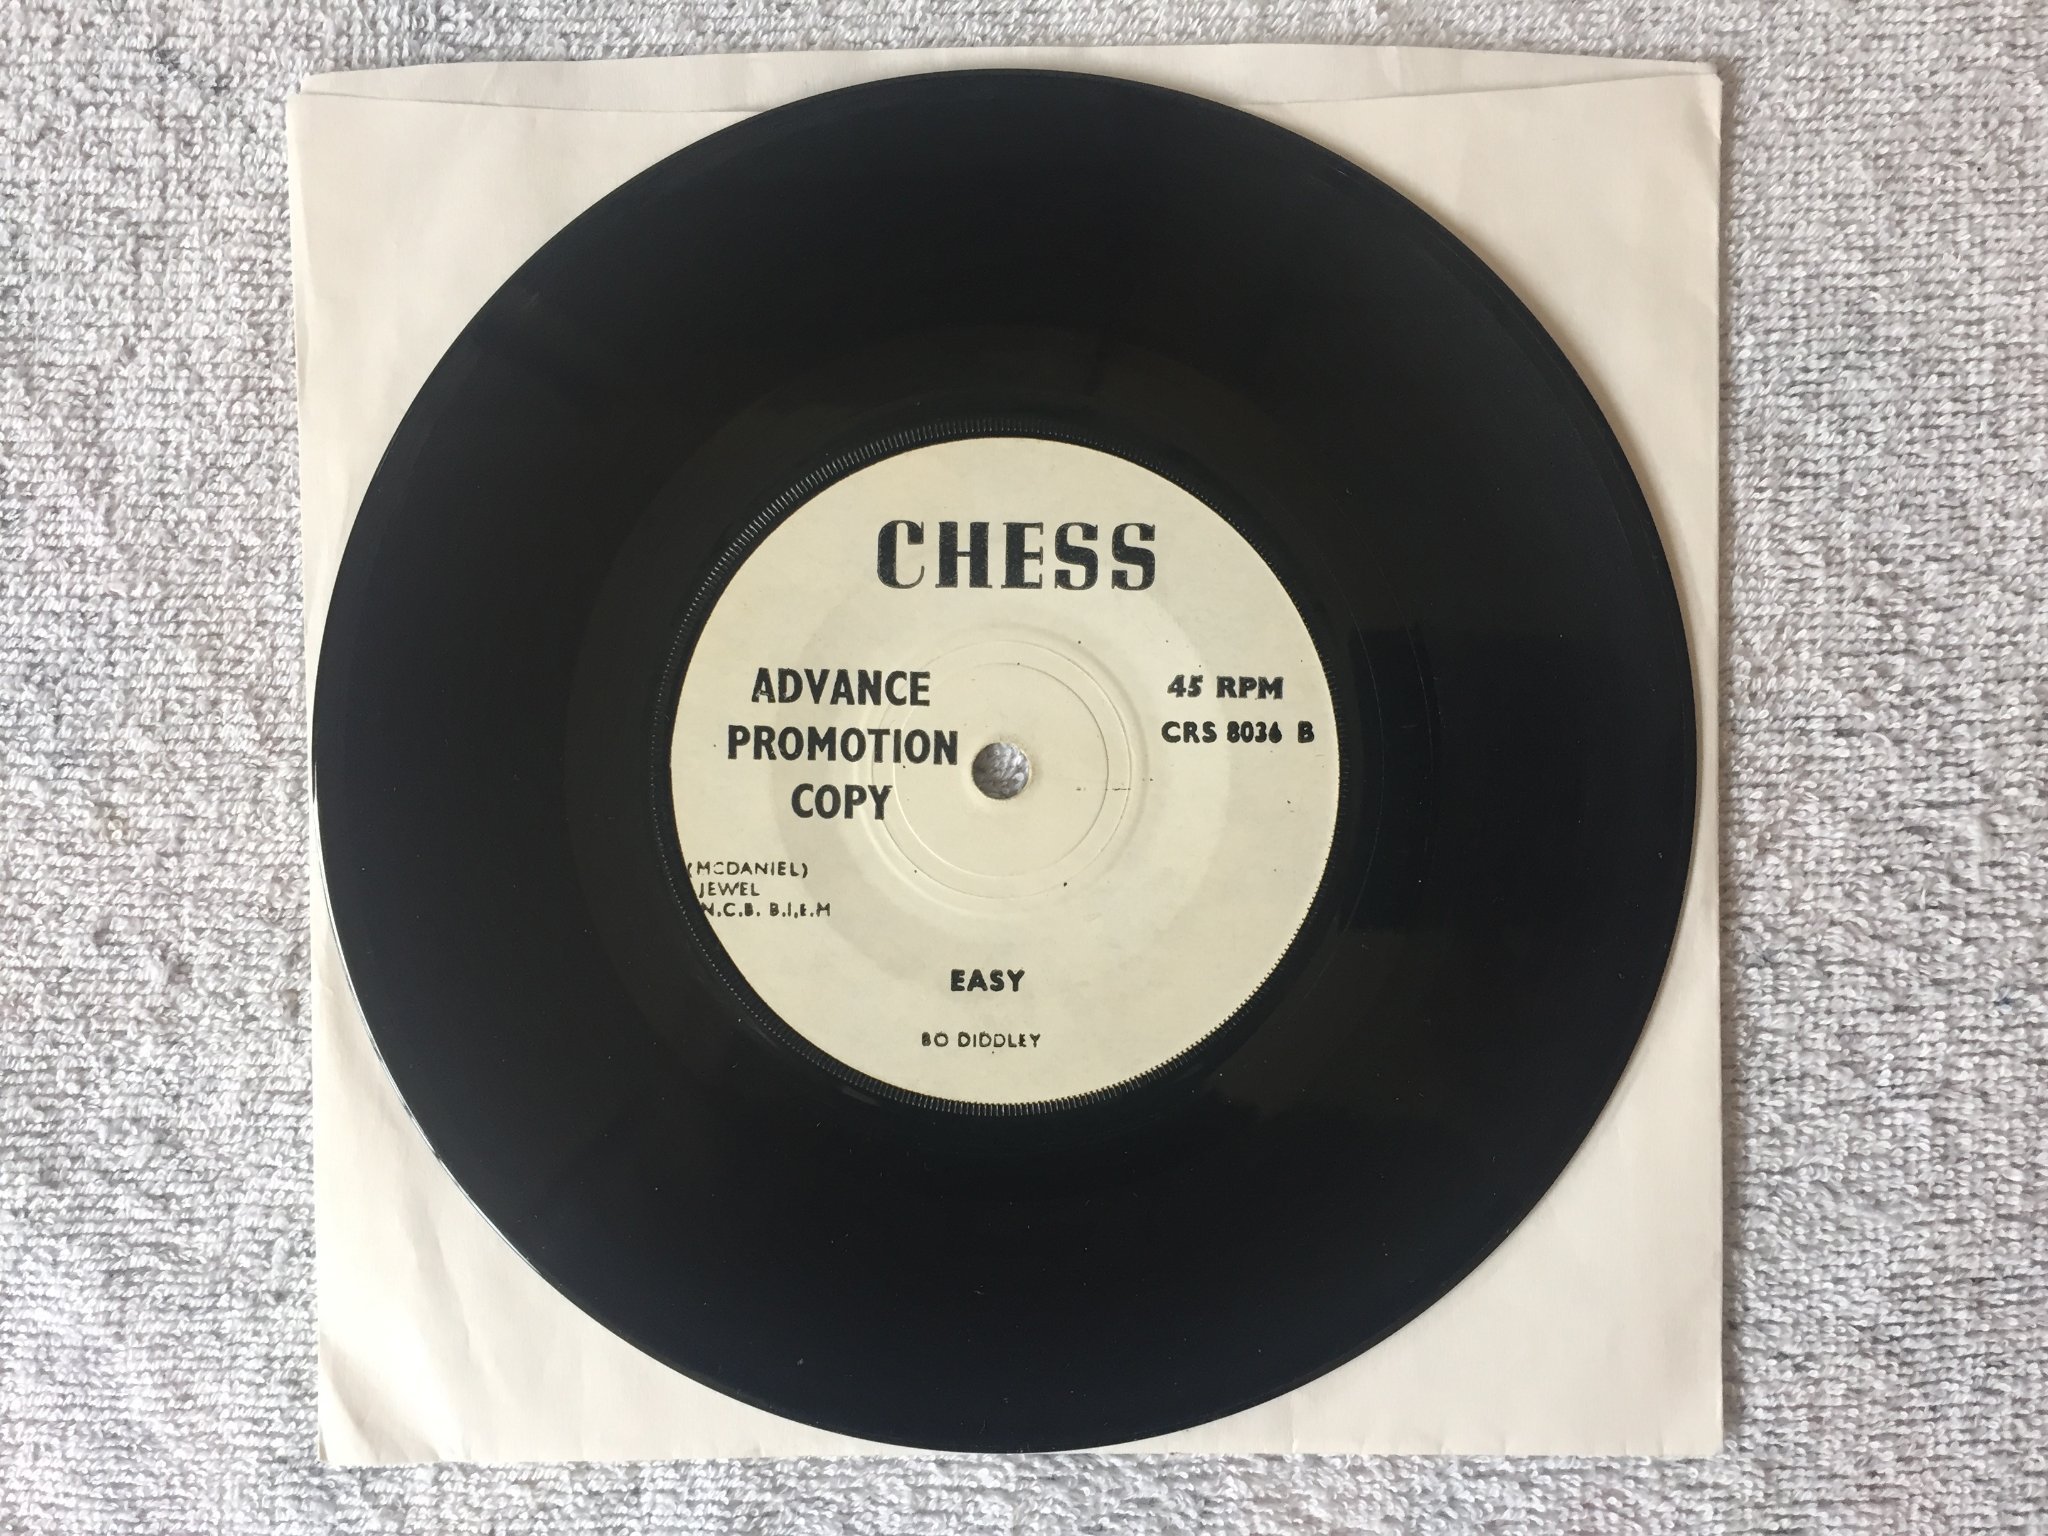 CHESS
ADVANCE
PROMOTION
COPY
45 RPM
CRS 8036 B
(MCDANIEL)
JEWEL
N.C.B. B.I.E.M
EASY
BO DIDDLEY